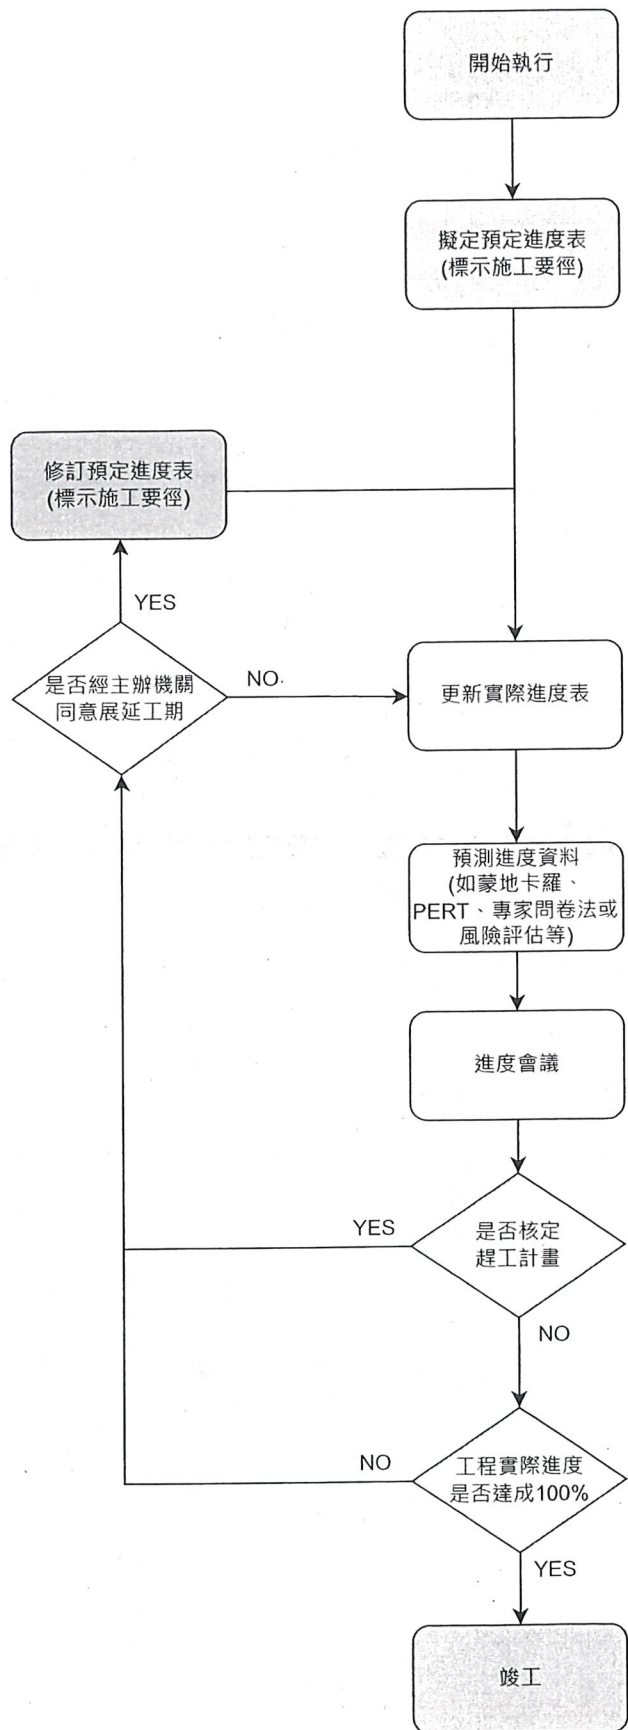 開始執行
擬定預定進度表
(標示施工要徑)
修訂預定進度表
(標示施工要徑)
YES
是否經主辦機關
同意展延工期
NO
更新實際進度表
預測進度資料
(如蒙地卡羅、
PERT、專家問卷法或
風險評估等)
進度會議
YES
是否核定
趕工計畫
NO
NO
工程實際進度
是否達成100%
YES
竣工